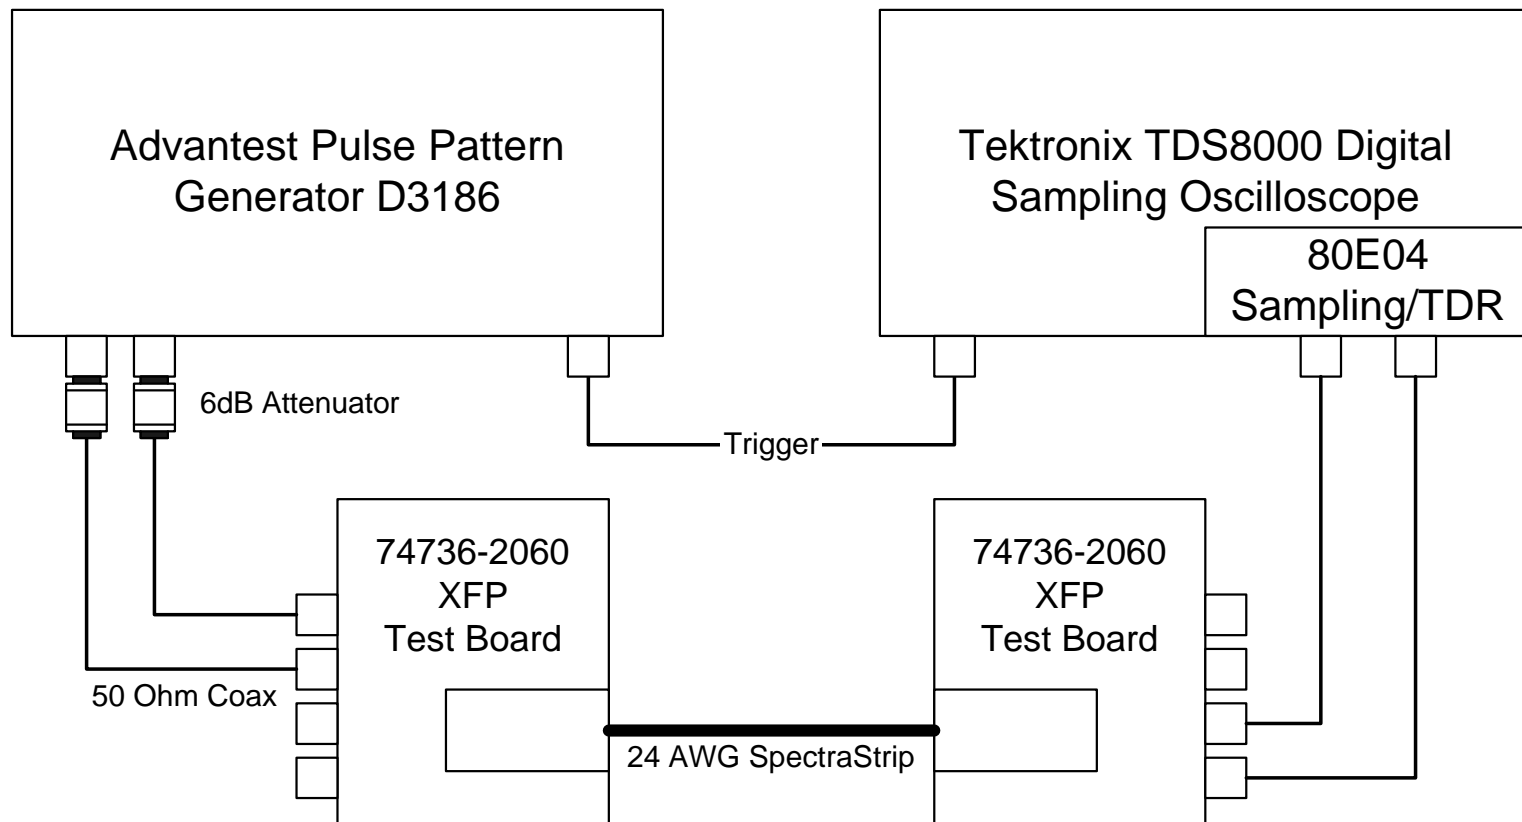 Advantest Pulse Pattern
Generator D3186
Tektronix TDS8000 Digital
Sampling Oscilloscope
80E04
Sampling/TDR
6dB Attenuator
Trigger
74736-2060
XFP
Test Board
74736-2060
XFP
Test Board
50 Ohm Coax
24 AWG SpectraStrip